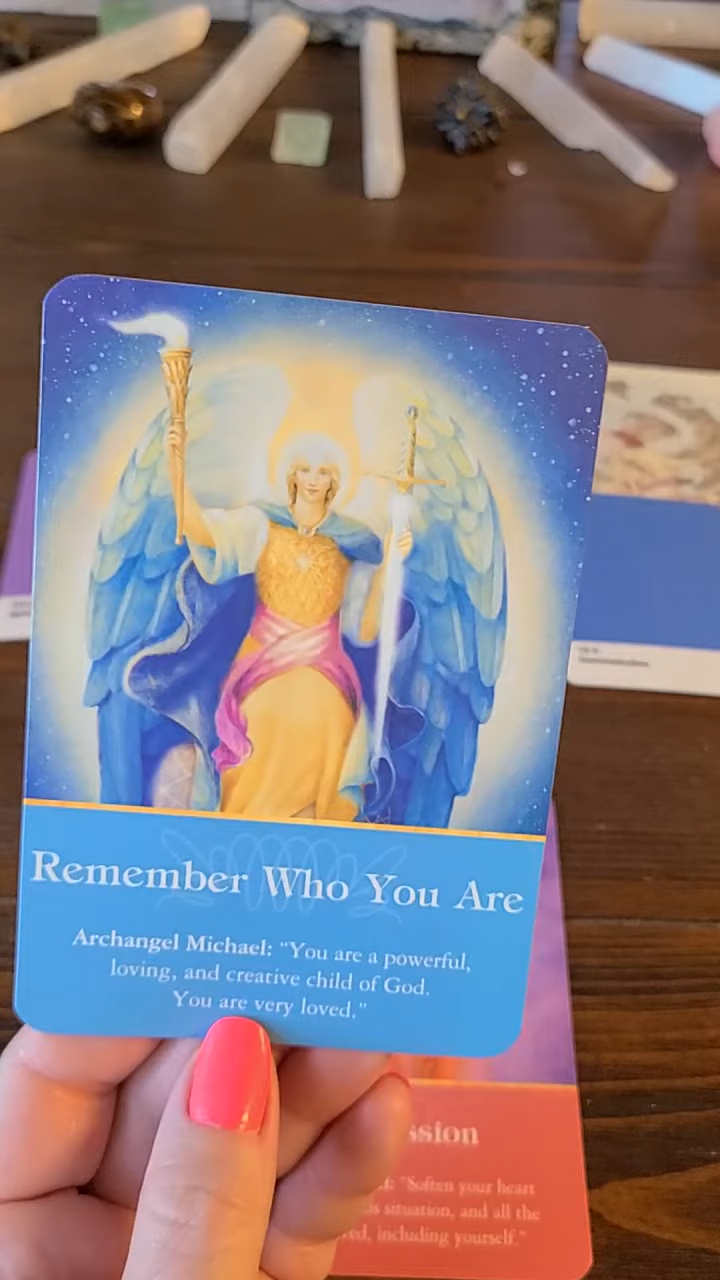 Remember Who You Are
Archangel Michael: "You are a powerful,
loving, and creative child of God.
You are very loved."
ssion
"Soften your heart
situation, and all the
including yourself."